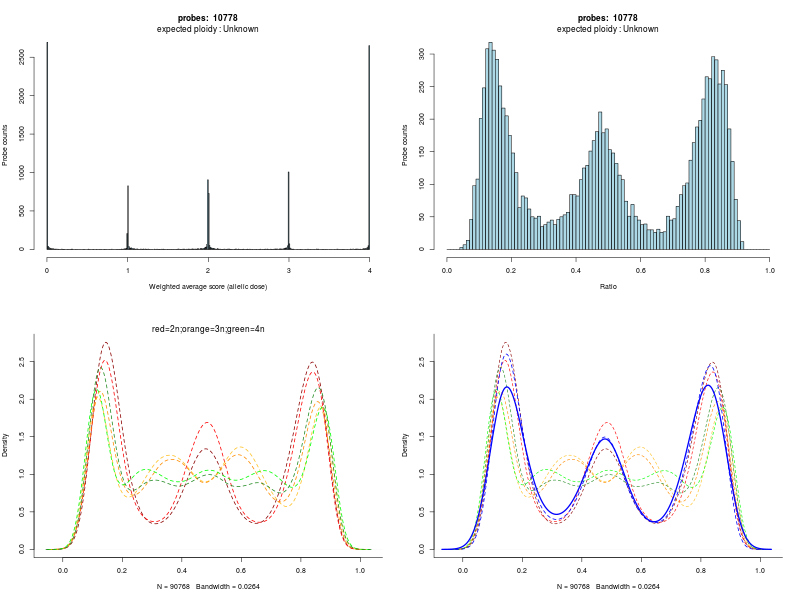 probes: 10778
expected ploidy : Unknown
Probe counts
2500
2000
1500
1000
500
0
0 1 2 3 4
Weighted average score (allelic dose)
probes: 10778
expected ploidy : Unknown
Probe counts
300
250
200
150
100
50
0
0.0 0.2 0.4 0.6 0.8 1.0
Ratio
red=2n;orange=3n;green=4n
Density
2.5
2.0
1.5
1.0
0.5
0.0
0.0 0.2 0.4 0.6 0.8 1.0
N = 90768 Bandwidth = 0.0264
Density
2.5
2.0
1.5
1.0
0.5
0.0
0.0 0.2 0.4 0.6 0.8 1.0
N = 90768 Bandwidth = 0.0264